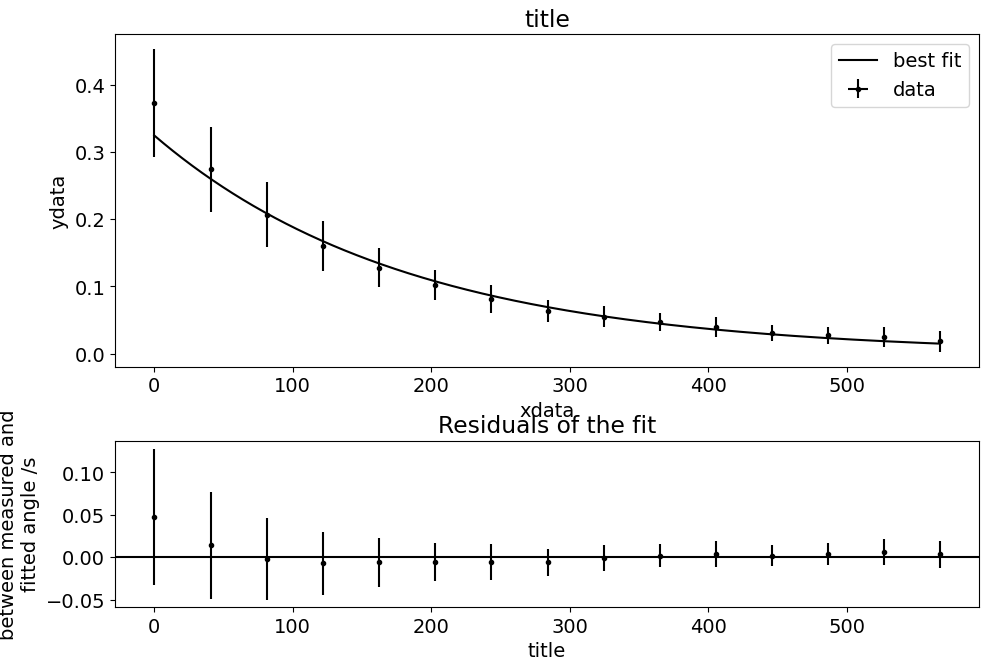 title
best fit
data
ydata
0.4
0.3
0.2
0.1
0.0
0 100 200 300 400 500
xdata
Residuals of the fit
between measured and
fitted angle /s
0.10
0.05
0.00
−0.05
0 100 200 300 400 500
title